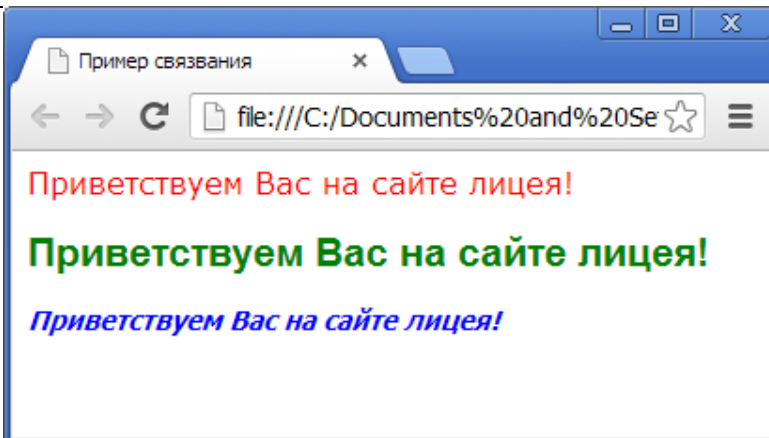 Пример связвания
file:///C:/Documents%20and%20Se
Приветствуем Вас на сайте лицея!
Приветствуем Вас на сайте лицея!
Приветствуем Вас на сайте лицея!